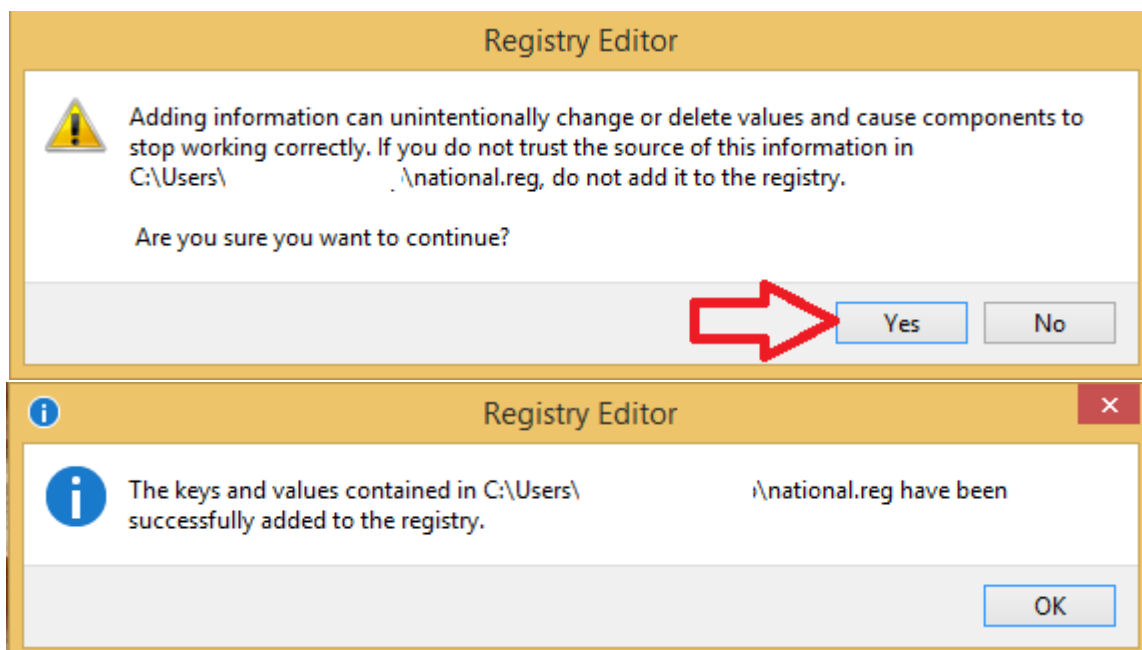 Registry Editor
Adding information can unintentionally change or delete values and cause components to
stop working correctly. If you do not trust the source of this information in
C:\Users\ \national.reg, do not add it to the registry.
Are you sure you want to continue?
Yes No
Registry Editor
The keys and values contained in C:\Users\ \national.reg have been
successfully added to the registry.
OK